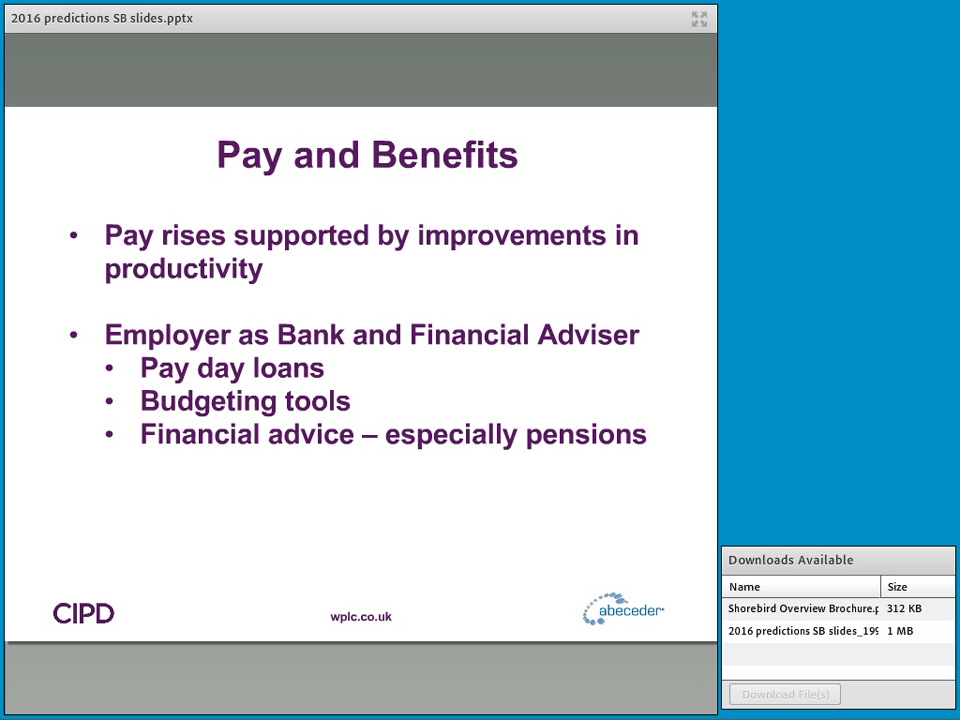 2016 predictions SB slides.pptx
Pay and Benefits
• Pay rises supported by improvements in
productivity
• Employer as Bank and Financial Adviser
• Pay day loans
• Budgeting tools
• Financial advice – especially pensions
CIPD
wplc.co.uk
abeceder
Downloads Available
Name Size
Shorebird Overview Brochure.p 312 KB
2016 predictions SB slides_199 1 MB
Download File(s)